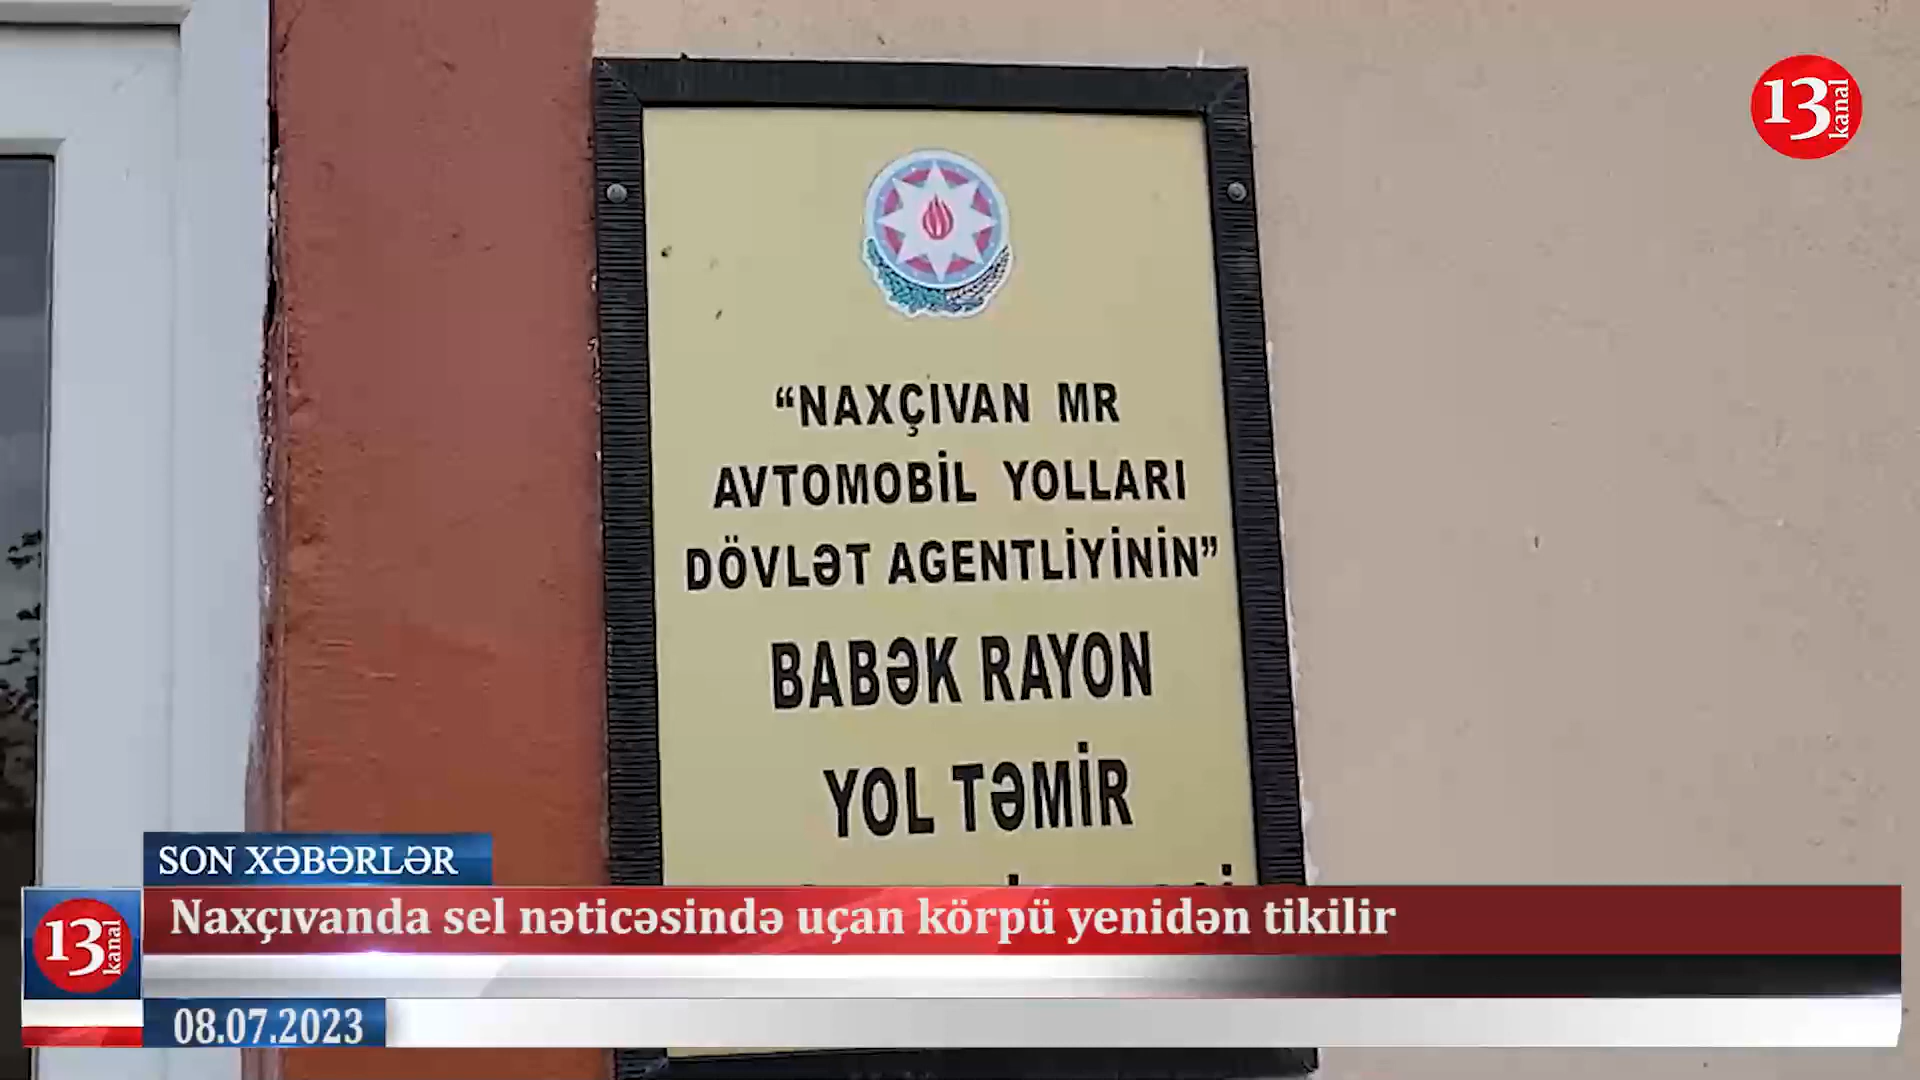 13 kanal
“NAXÇIVAN MR
AVTOMOBİL YOLLARI
DÖVLƏT AGENTLİYİNİN”
BABƏK RAYON
YOL TƏMİR
SON XƏBƏRLƏR
13 kanal
Naxçıvanda sel nəticəsində uçan körpü yenidən tikilir
08.07.2023